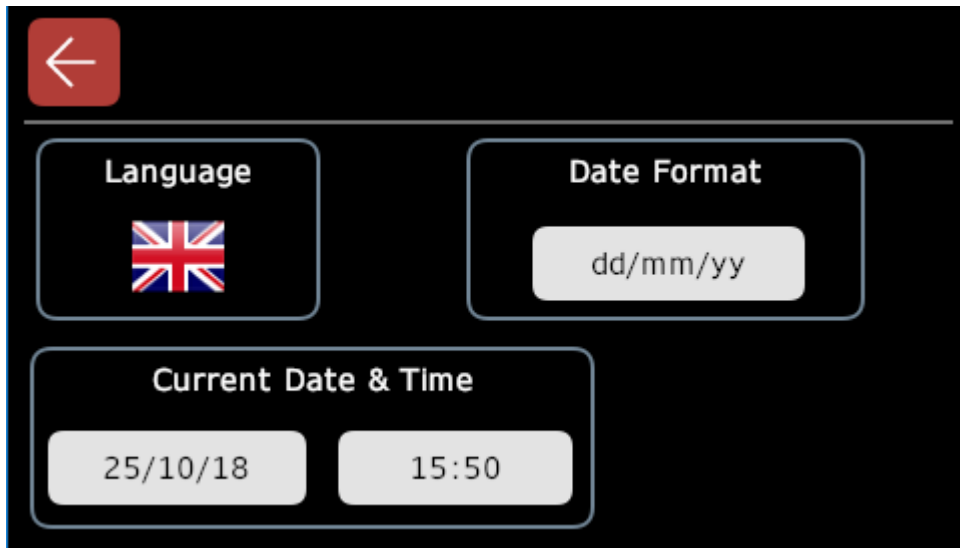 Language
Date Format
dd/mm/yy
Current Date & Time
25/10/18
15:50